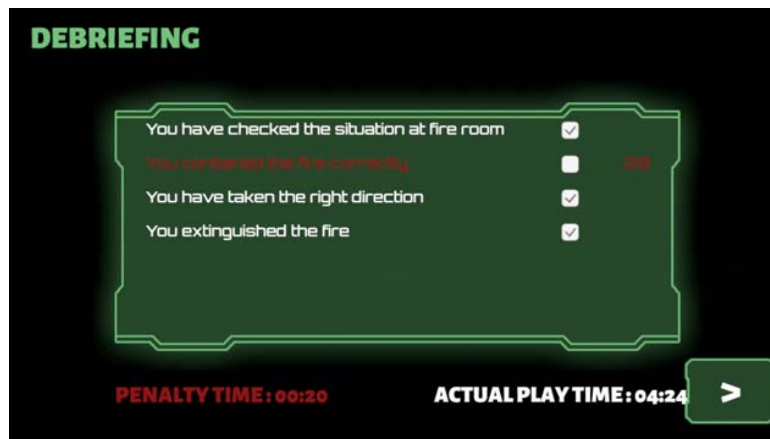 DEBRIEFING
You have checked the situation at fire room
You contained the fire correctly
You have taken the right direction
You extinguished the fire
PENALTY TIME : 00:20
ACTUAL PLAY TIME : 04:24
>